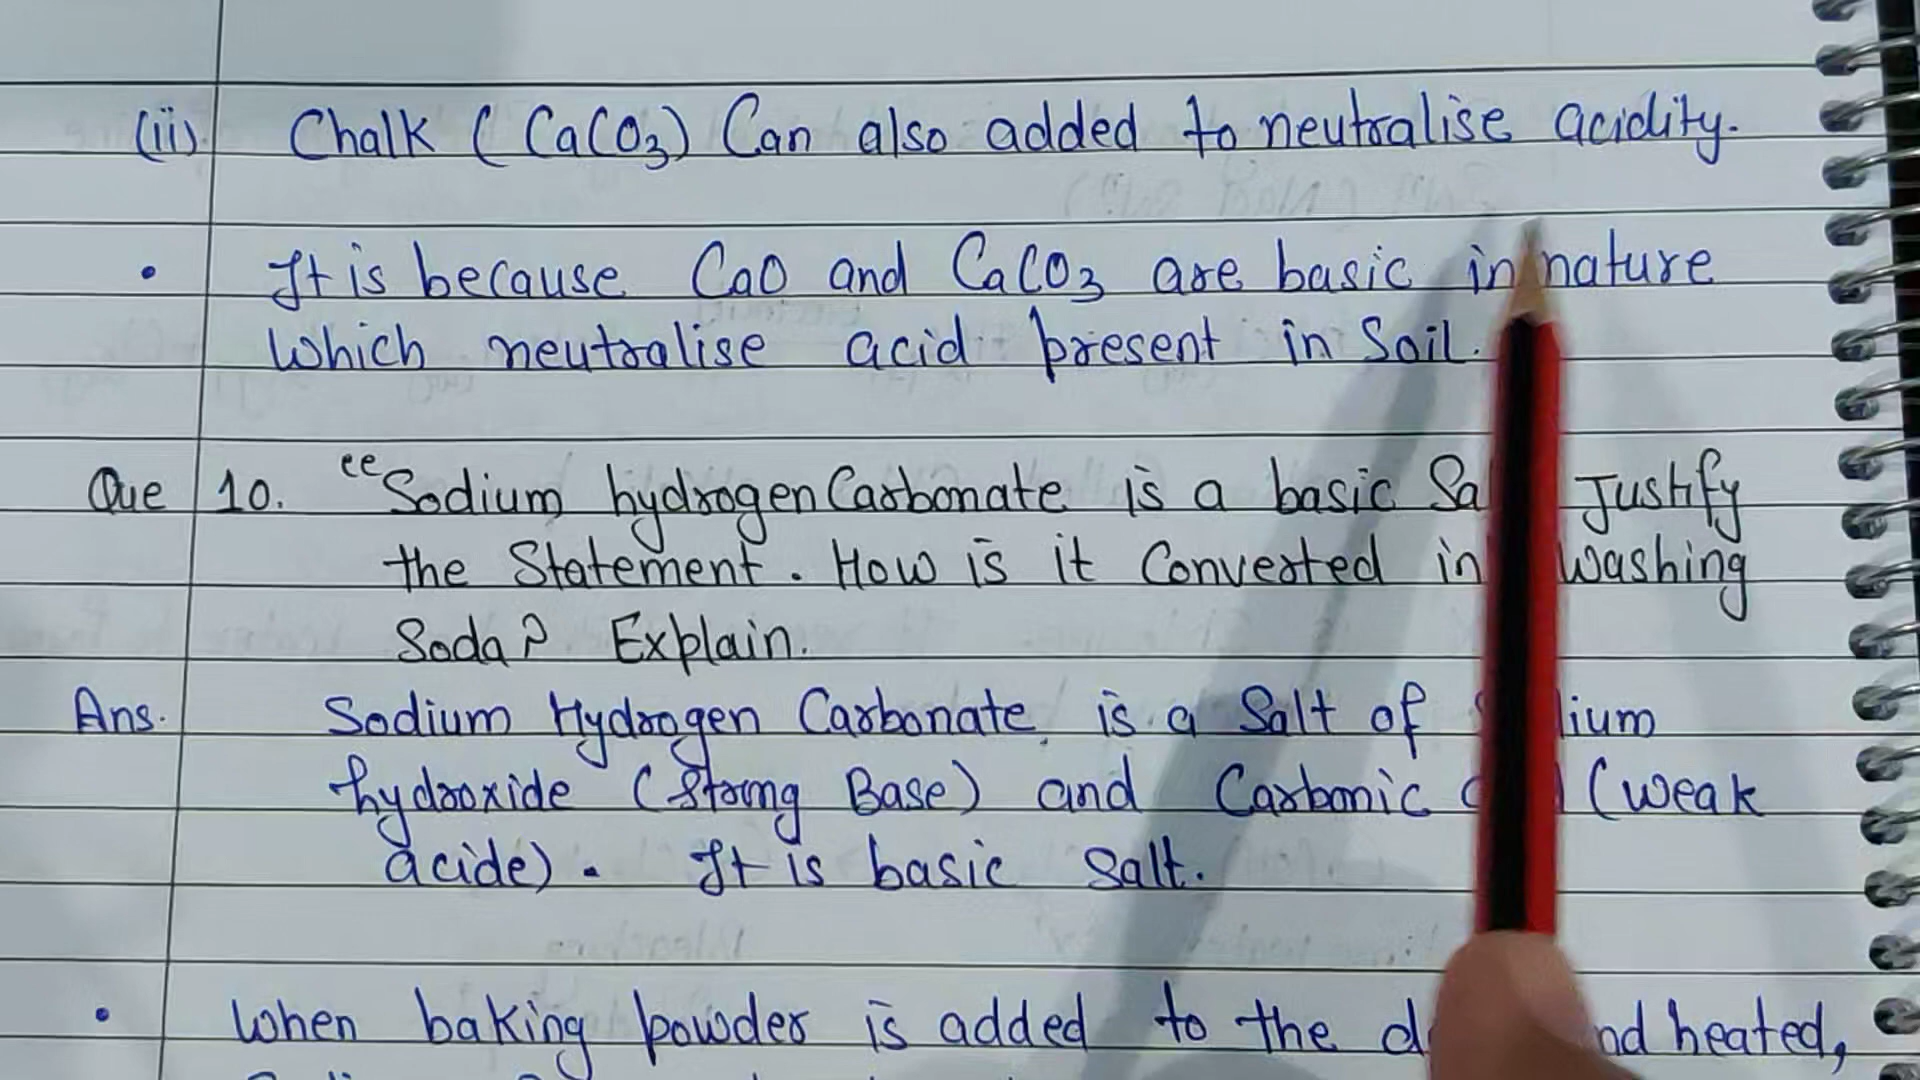 (ii) Chalk (CaCO3) Can also added to neutralise acidity.
• It is because CaO and CaCO3 are basic in nature
Which neutralise acid present in Soil.
Que 10. "Sodium hydrogen Carbonate is a basic Sa Justify
the Statement. How is it Converted in washing
Soda? Explain.
Ans. Sodium Hydrogen Carbonate is a Salt of
hydrooxide (Strong Base) and Carbonic (weak
acide). It is basic Salt.
• When baking powder is added to the heated,